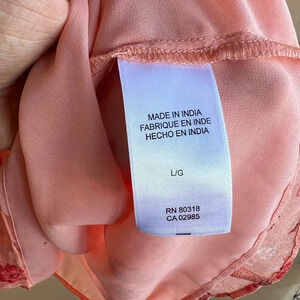 MADE IN INDIA
FABRIQUE EN INDE
HECHO EN INDIA
L/G
RN 80318
CA 02985